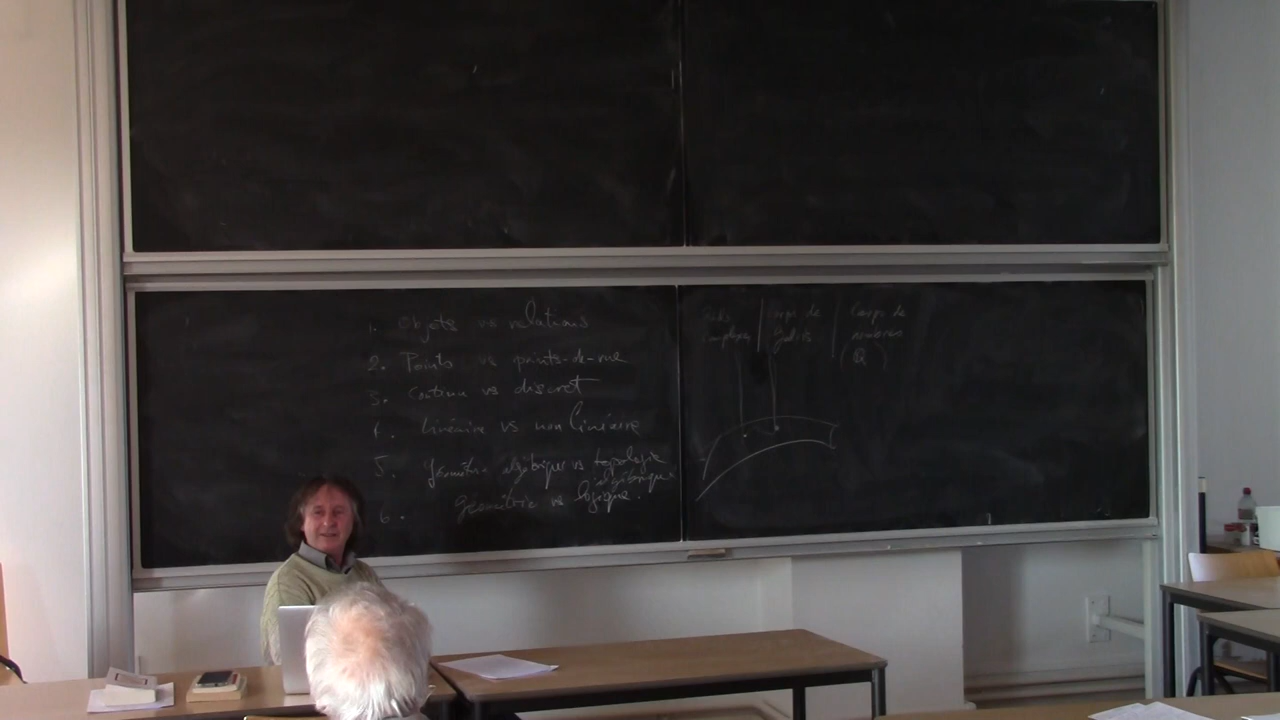 1. Objets vs relations
2. Points vs points-de-vue
3. Continu vs discret
4. Linéaire vs non linéaire
5. géométrie algébrique vs topologie
algébrique
6. Géométrie vs logique.
complexes
corps de
Galois
Corps de
nombres
(Q)